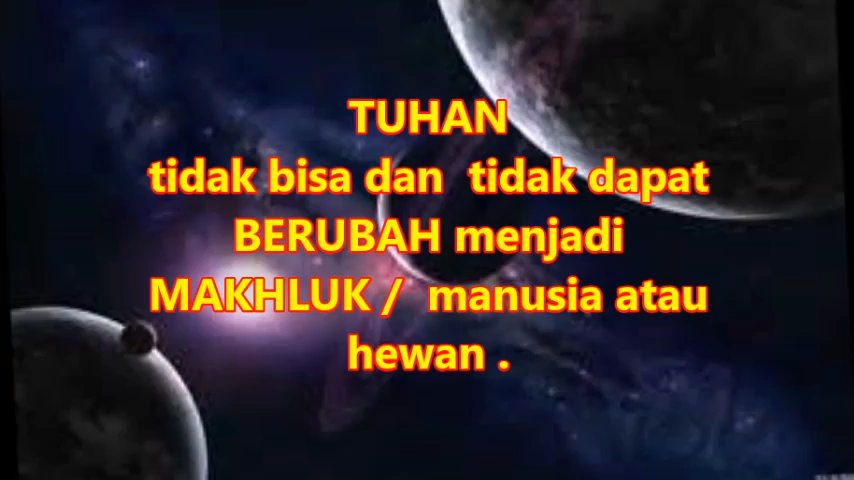 TUHAN
tidak bisa dan  tidak dapat
BERUBAH menjadi
MAKHLUK /  manusia atau
hewan .